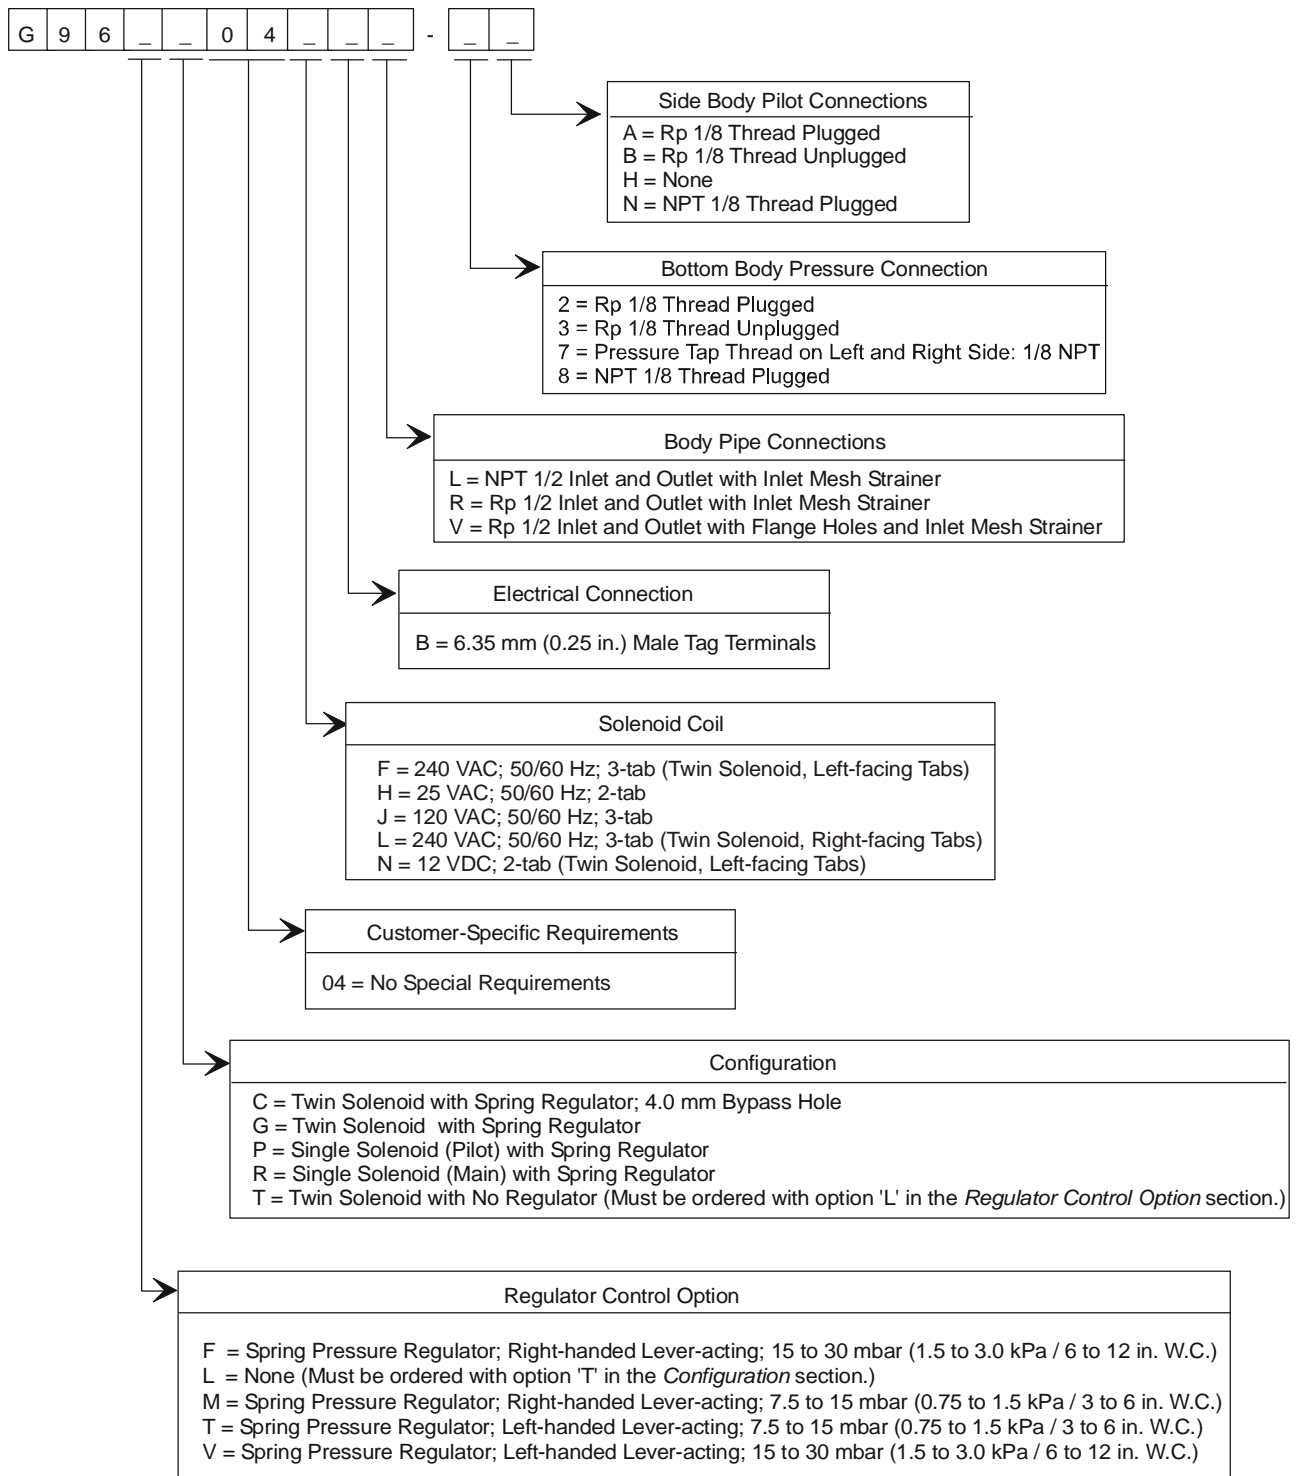 G 9 6 _ _ 0 4 _ _ _ - _ _
Side Body Pilot Connections
A = Rp 1/8 Thread Plugged
B = Rp 1/8 Thread Unplugged
H = None
N = NPT 1/8 Thread Plugged
Bottom Body Pressure Connection
2 = Rp 1/8 Thread Plugged
3 = Rp 1/8 Thread Unplugged
7 = Pressure Tap Thread on Left and Right Side: 1/8 NPT
8 = NPT 1/8 Thread Plugged
Body Pipe Connections
L = NPT 1/2 Inlet and Outlet with Inlet Mesh Strainer
R = Rp 1/2 Inlet and Outlet with Inlet Mesh Strainer
V = Rp 1/2 Inlet and Outlet with Flange Holes and Inlet Mesh Strainer
Electrical Connection
B = 6.35 mm (0.25 in.) Male Tag Terminals
Solenoid Coil
F = 240 VAC; 50/60 Hz; 3-tab (Twin Solenoid, Left-facing Tabs)
H = 25 VAC; 50/60 Hz; 2-tab
J = 120 VAC; 50/60 Hz; 3-tab
L = 240 VAC; 50/60 Hz; 3-tab (Twin Solenoid, Right-facing Tabs)
N = 12 VDC; 2-tab (Twin Solenoid, Left-facing Tabs)
Customer-Specific Requirements
04 = No Special Requirements
Configuration
C = Twin Solenoid with Spring Regulator; 4.0 mm Bypass Hole
G = Twin Solenoid with Spring Regulator
P = Single Solenoid (Pilot) with Spring Regulator
R = Single Solenoid (Main) with Spring Regulator
T = Twin Solenoid with No Regulator (Must be ordered with option 'L' in the Regulator Control Option section.)
Regulator Control Option
F = Spring Pressure Regulator; Right-handed Lever-acting; 15 to 30 mbar (1.5 to 3.0 kPa / 6 to 12 in. W.C.)
L = None (Must be ordered with option 'T' in the Configuration section.)
M = Spring Pressure Regulator; Right-handed Lever-acting; 7.5 to 15 mbar (0.75 to 1.5 kPa / 3 to 6 in. W.C.)
T = Spring Pressure Regulator; Left-handed Lever-acting; 7.5 to 15 mbar (0.75 to 1.5 kPa / 3 to 6 in. W.C.)
V = Spring Pressure Regulator; Left-handed Lever-acting; 15 to 30 mbar (1.5 to 3.0 kPa / 6 to 12 in. W.C.)